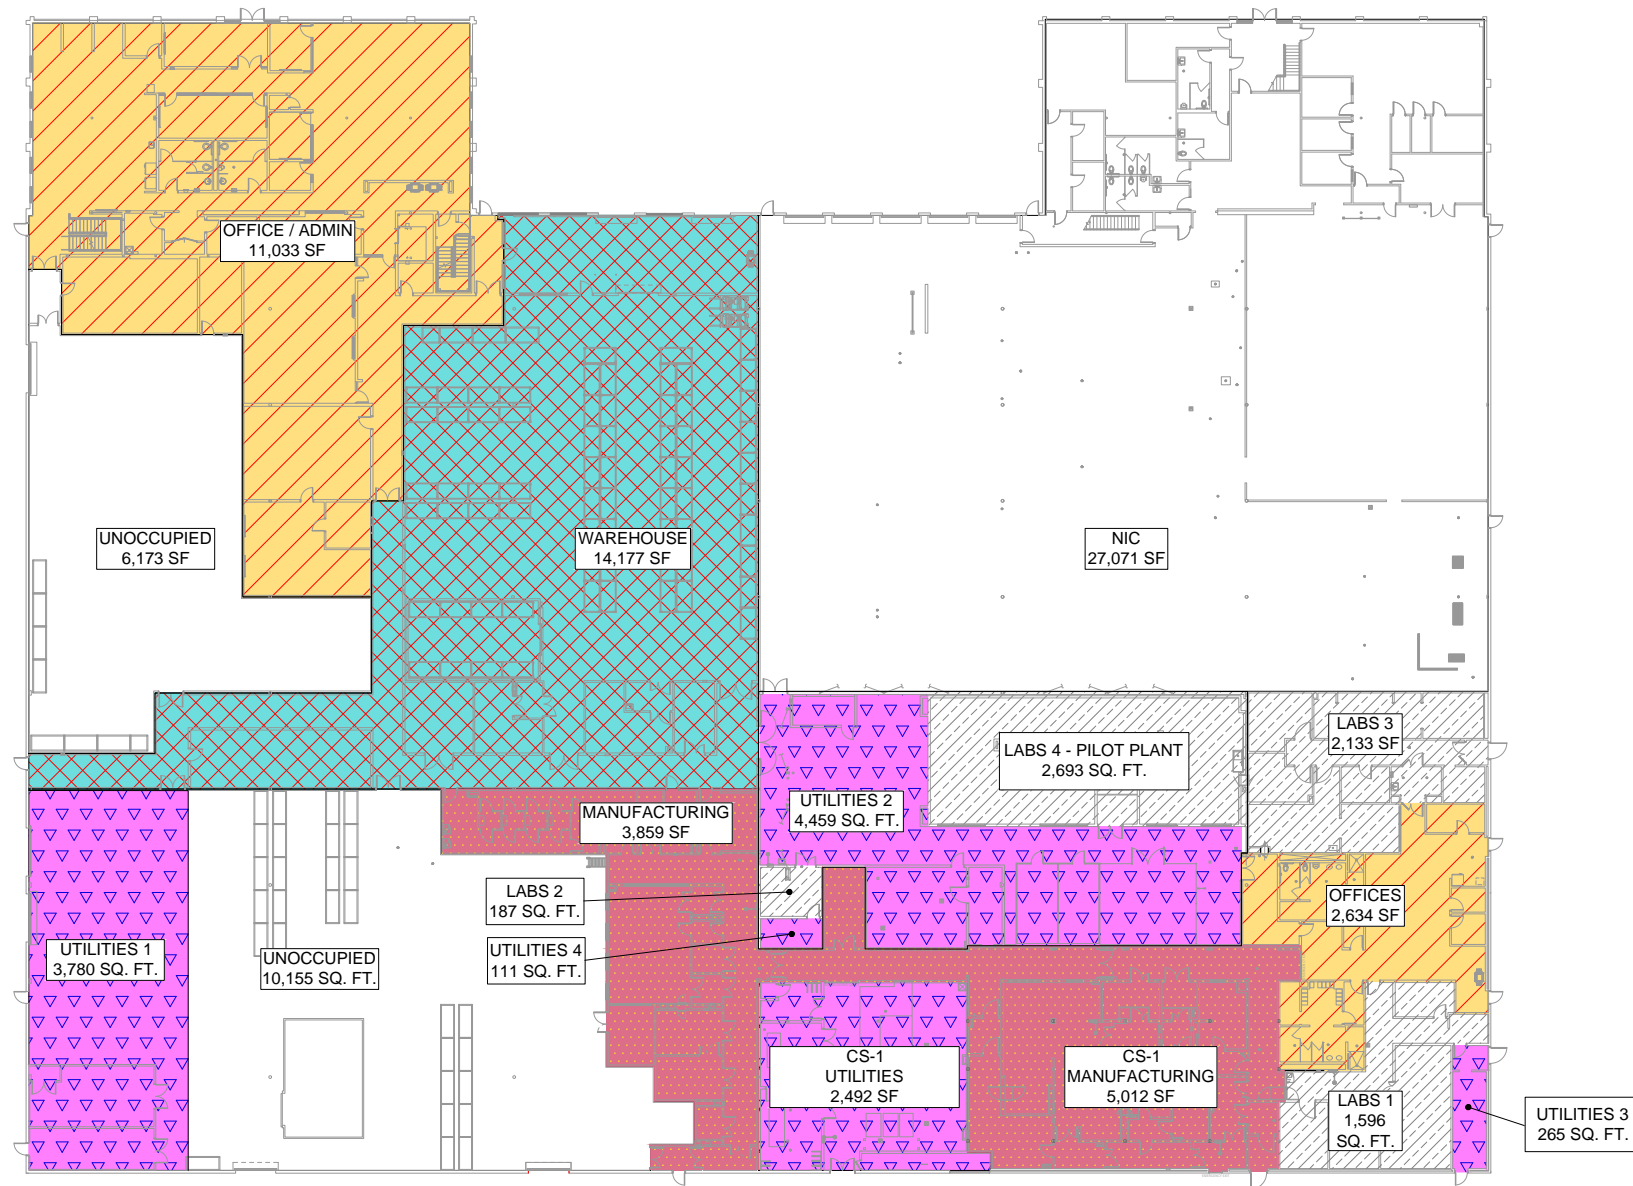 OFFICE / ADMIN
11,033 SF
UNOCCUPIED
6,173 SF
WAREHOUSE
14,177 SF
NIC
27,071 SF
LABS 3
2,133 SF
LABS 4 - PILOT PLANT
2,693 SQ. FT.
UTILITIES 2
4,459 SQ. FT.
MANUFACTURING
3,859 SF
LABS 2
187 SQ. FT.
OFFICES
2,634 SF
UTILITIES 1
3,780 SQ. FT.
UNOCCUPIED
10,155 SQ. FT.
UTILITIES 4
111 SQ. FT.
CS-1
UTILITIES
2,492 SF
CS-1
MANUFACTURING
5,012 SF
LABS 1
1,596
SQ. FT.
UTILITIES 3
265 SQ. FT.